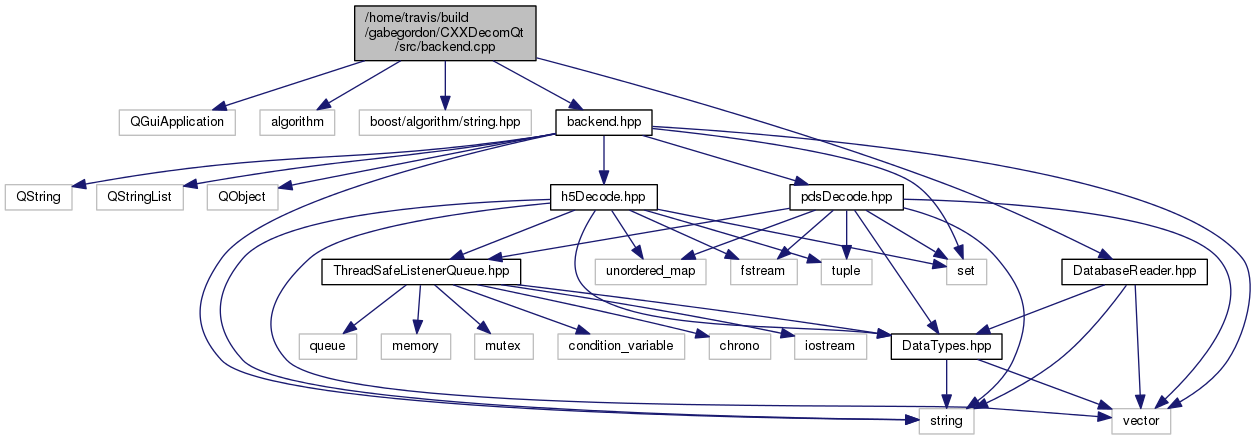 /home/travis/build
/gabegordon/CXXDecomQt
/src/backend.cpp
QGuiApplication
algorithm
boost/algorithm/string.hpp
backend.hpp
QString
QStringList
QObject
h5Decode.hpp
pdsDecode.hpp
ThreadSafeListenerQueue.hpp
unordered_map
fstream
tuple
set
DatabaseReader.hpp
queue
memory
mutex
condition_variable
chrono
iostream
DataTypes.hpp
string
vector